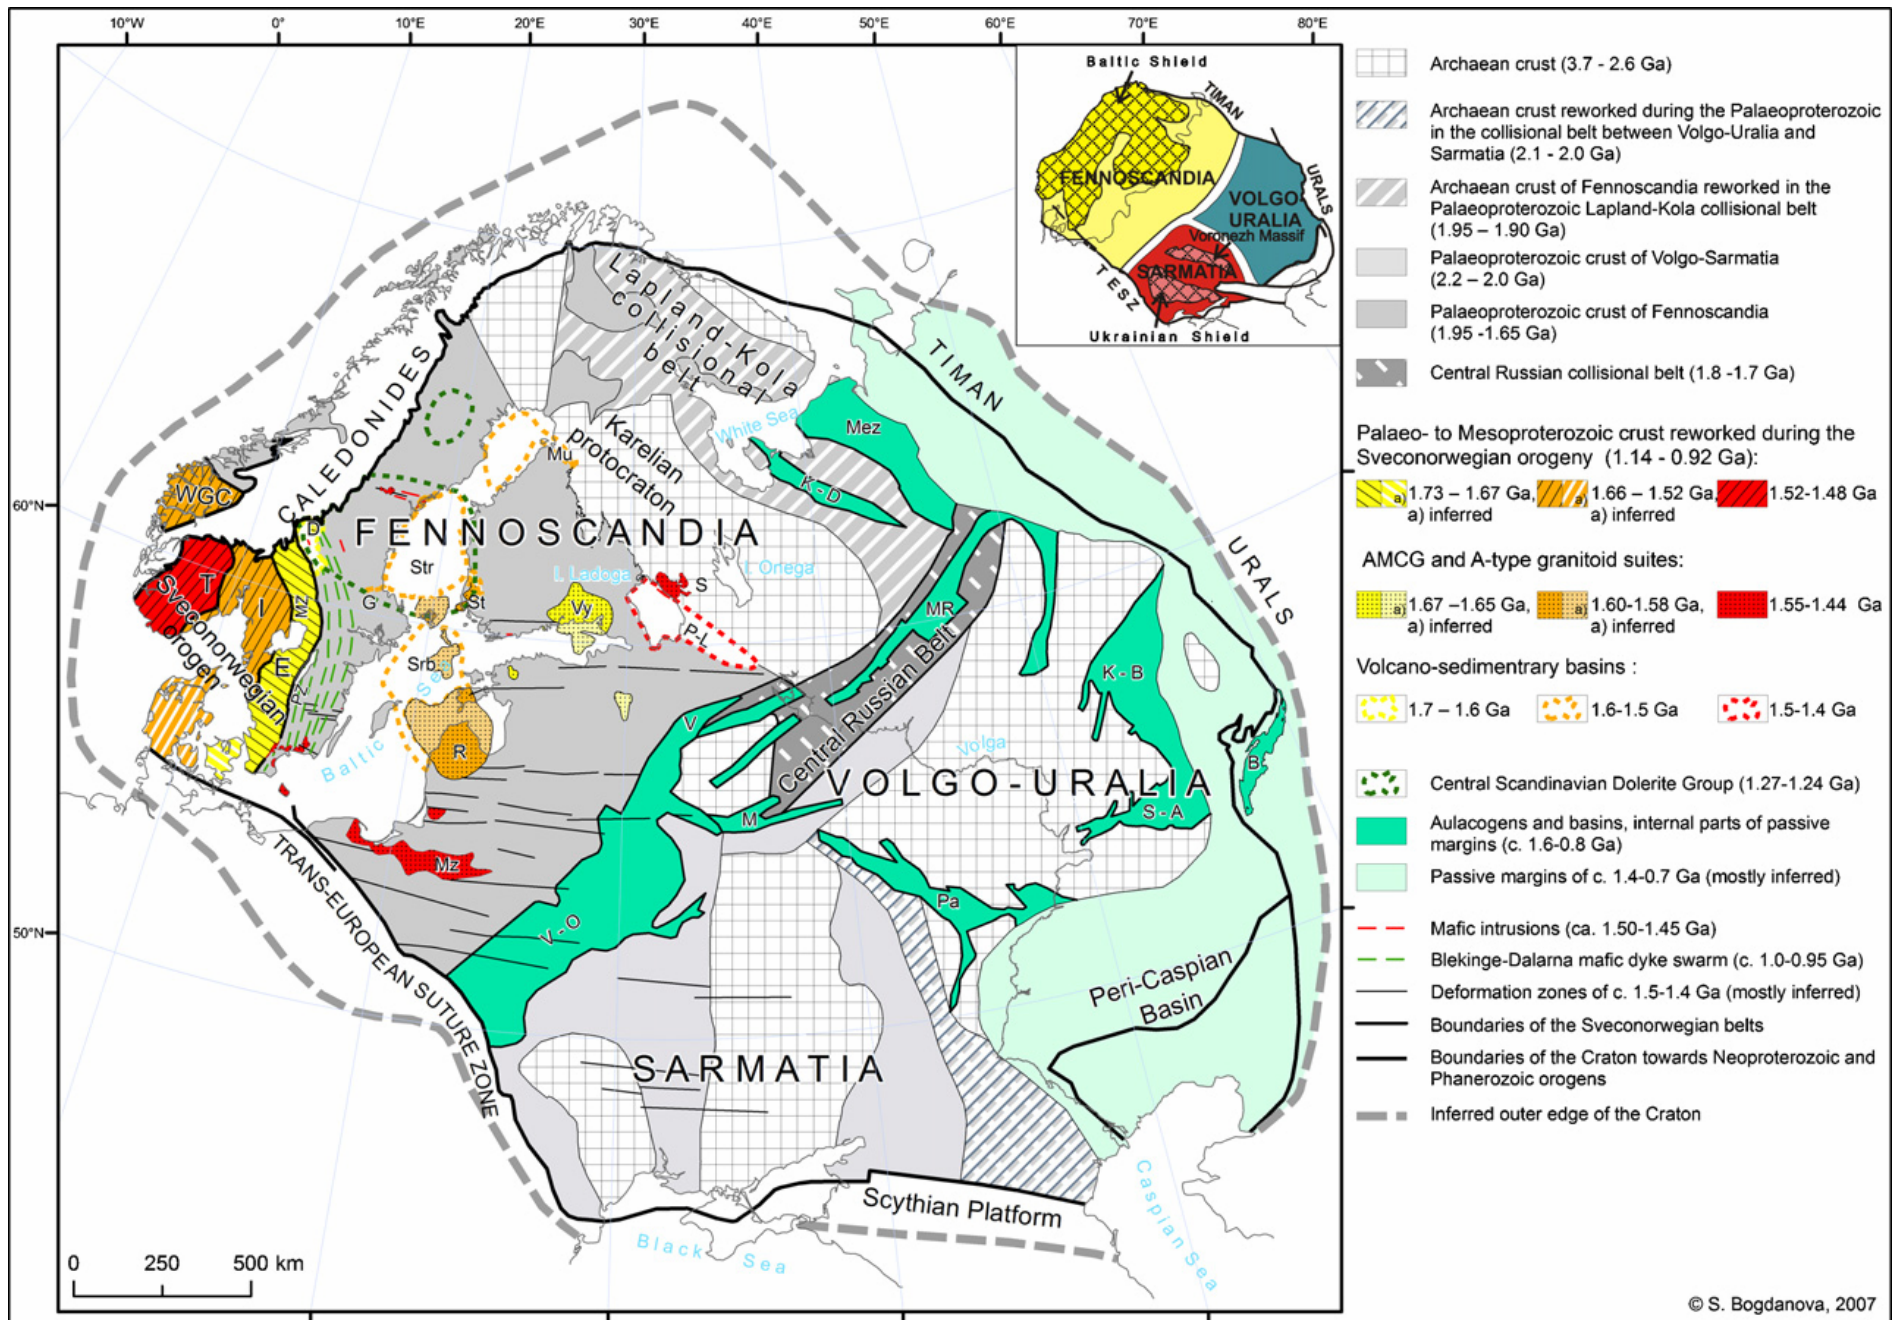 10°W 0° 10°E 20°E 30°E 40°E 50°E 60°E 70°E 80°E
60°N
50°N
Baltic Shield
TIMAN
FENNOSCANDIA
URALS
VOLGO-
URALIA
Voronezh Massif
SARMATIA
TESZ
Ukrainian Shield
Lapland-Kola
collisional
belt
TIMAN
CALEDONIDES
White Sea
Mez
Karelian
protocraton
Mu
K-D
WGC
FENNOSCANDIA
D
URALS
Str
l. Ladoga
l. Onega
S
T
I
MZ
G
St
Vy
MR
P-L
Sveconorwegian
orogen
E
PZ
Srb
Sea
K-B
Central Russian Belt
V
R
Volga
Baltic
B
VOLGO-URALIA
M
S-A
TRANS-EUROPEAN SUTURE ZONE
Mz
Pa
V-O
Peri-Caspian
Basin
SARMATIA
Scythian Platform
Caspian Sea
Black Sea
0 250 500 km
Archaean crust (3.7 - 2.6 Ga)
Archaean crust reworked during the Palaeoproterozoic
in the collisional belt between Volgo-Uralia and
Sarmatia (2.1 - 2.0 Ga)
Archaean crust of Fennoscandia reworked in the
Palaeoproterozoic Lapland-Kola collisional belt
(1.95 – 1.90 Ga)
Palaeoproterozoic crust of Volgo-Sarmatia
(2.2 – 2.0 Ga)
Palaeoproterozoic crust of Fennoscandia
(1.95 -1.65 Ga)
Central Russian collisional belt (1.8 -1.7 Ga)
Palaeo- to Mesoproterozoic crust reworked during the
Sveconorwegian orogeny (1.14 - 0.92 Ga):
a) 1.73 – 1.67 Ga, a) 1.66 – 1.52 Ga, 1.52-1.48 Ga
a) inferred a) inferred
AMCG and A-type granitoid suites:
a) 1.67 –1.65 Ga, a) 1.60-1.58 Ga, 1.55-1.44 Ga
a) inferred a) inferred
Volcano-sedimentrary basins :
1.7 – 1.6 Ga 1.6-1.5 Ga 1.5-1.4 Ga
Central Scandinavian Dolerite Group (1.27-1.24 Ga)
Aulacogens and basins, internal parts of passive
margins (c. 1.6-0.8 Ga)
Passive margins of c. 1.4-0.7 Ga (mostly inferred)
Mafic intrusions (ca. 1.50-1.45 Ga)
Blekinge-Dalarna mafic dyke swarm (c. 1.0-0.95 Ga)
Deformation zones of c. 1.5-1.4 Ga (mostly inferred)
Boundaries of the Sveconorwegian belts
Boundaries of the Craton towards Neoproterozoic and
Phanerozoic orogens
Inferred outer edge of the Craton
© S. Bogdanova, 2007